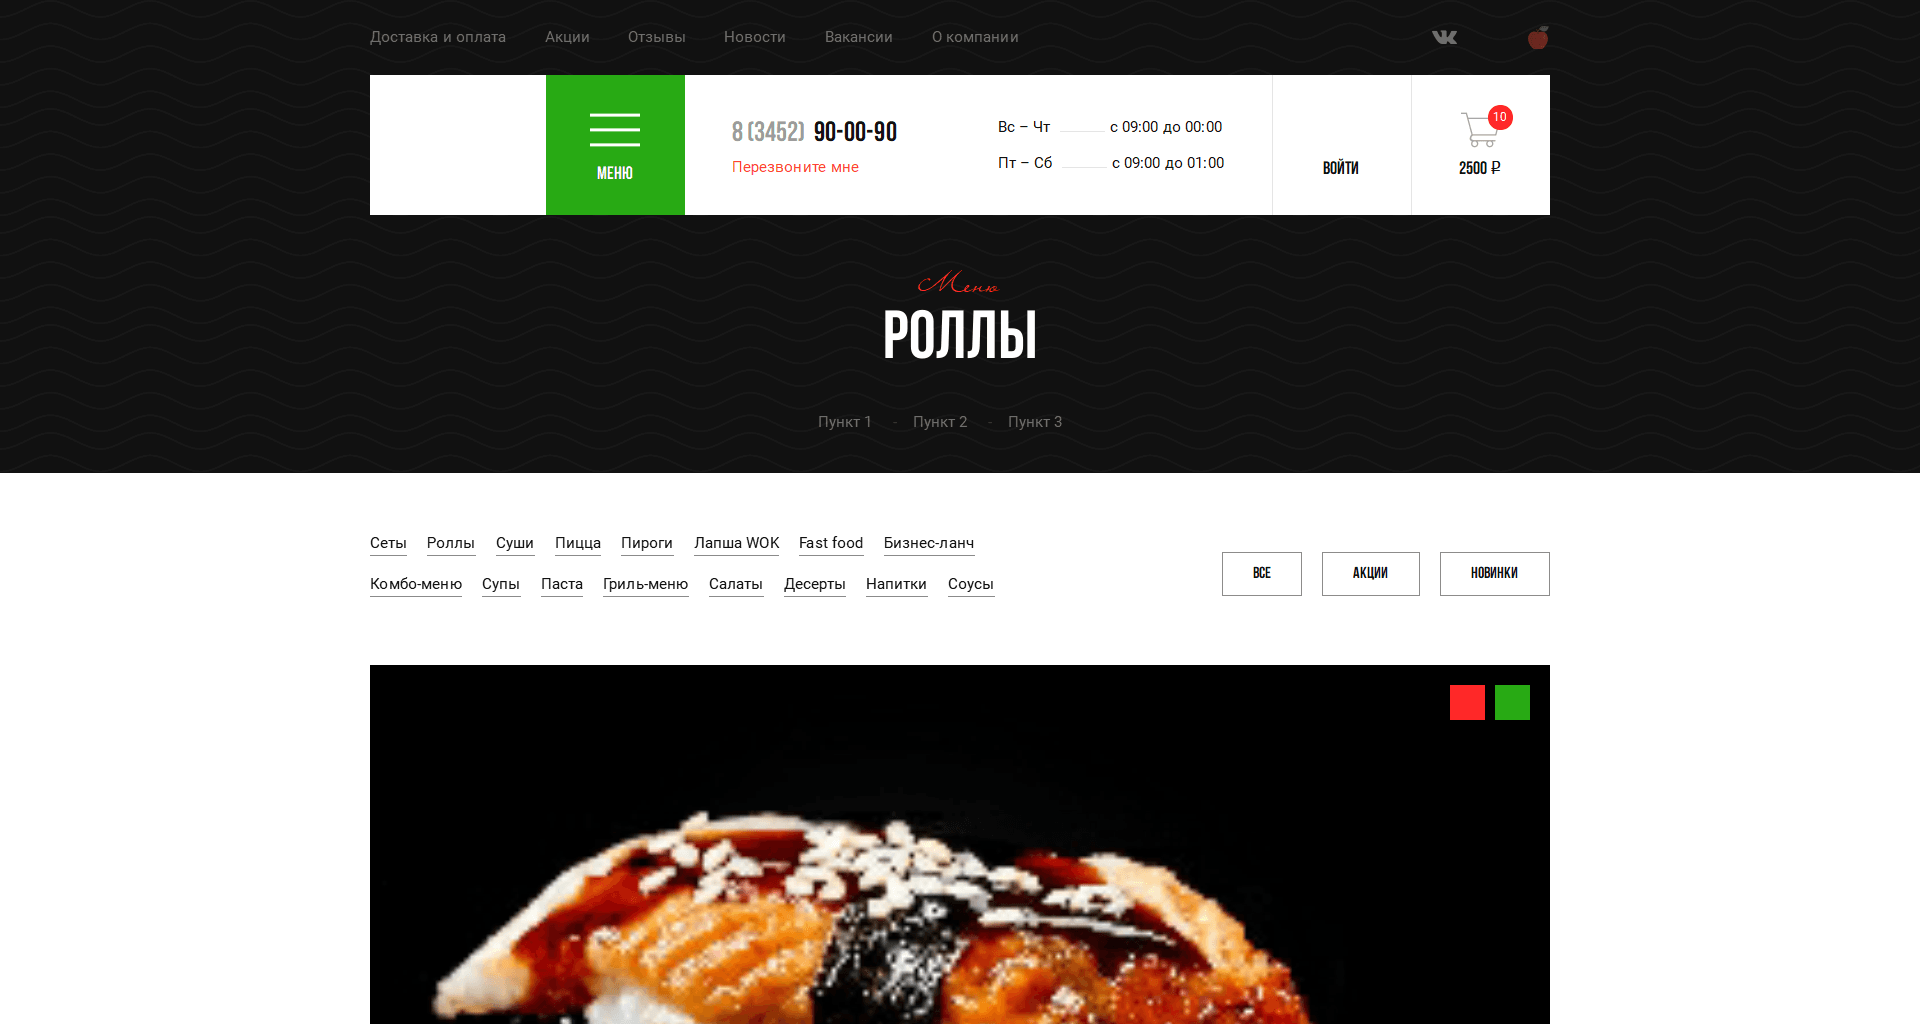 Доставка и оплата Акции Отзывы Новости Вакансии О компании
МЕНЮ
8 (3452) 90-00-90
Перезвоните мне
Вс – Чт с 09:00 до 00:00
Пт – Сб с 09:00 до 01:00
ВОЙТИ
10
2500 ₽
Меню
РОЛЛЫ
Пункт 1 - Пункт 2 - Пункт 3
Сеты Роллы Суши Пицца Пироги Лапша WOK Fast food Бизнес-ланч
Комбо-меню Супы Паста Гриль-меню Салаты Десерты Напитки Соусы
ВСЕ АКЦИИ НОВИНКИ